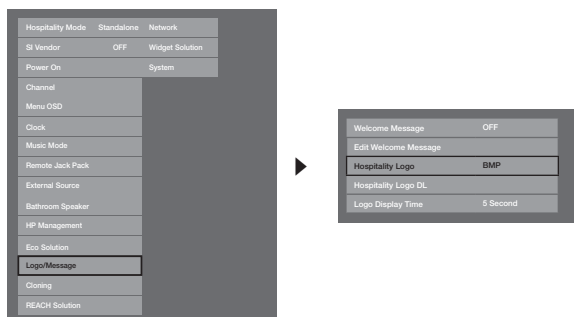 Hospitality Mode Standalone Network
SI Vendor OFF Widget Solution
Power On System
Channel
Menu OSD
Clock
Music Mode
Remote Jack Pack
External Source
Bathroom Speaker
HP Management
Eco Solution
Logo/Message
Cloning
REACH Solution
Welcome Message OFF
Edit Welcome Message
Hospitality Logo BMP
Hospitality Logo DL
Logo Display Time 5 Second